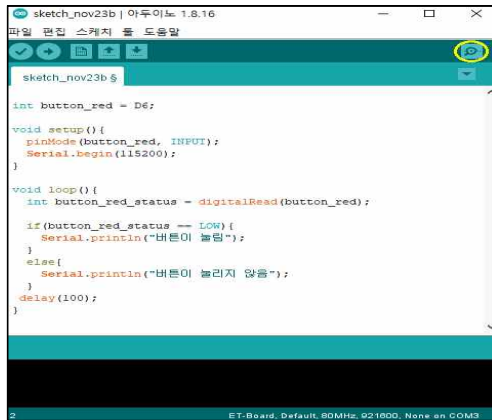 sketch_nov23b | 아두이노 1.8.16
파일 편집 스케치 툴 도움말
sketch_nov23b §
int button_red = D6;
void setup(){
pinMode(button_red, INPUT);
Serial.begin(115200);
}
void loop(){
int button_red_status = digitalRead(button_red);
if(button_red_status == LOW){
Serial.println("버튼이 눌림");
}
else{
Serial.println("버튼이 눌리지 않음");
}
delay(100);
}
2 ET-Board, Default, 80MHz, 921600, None on COM3